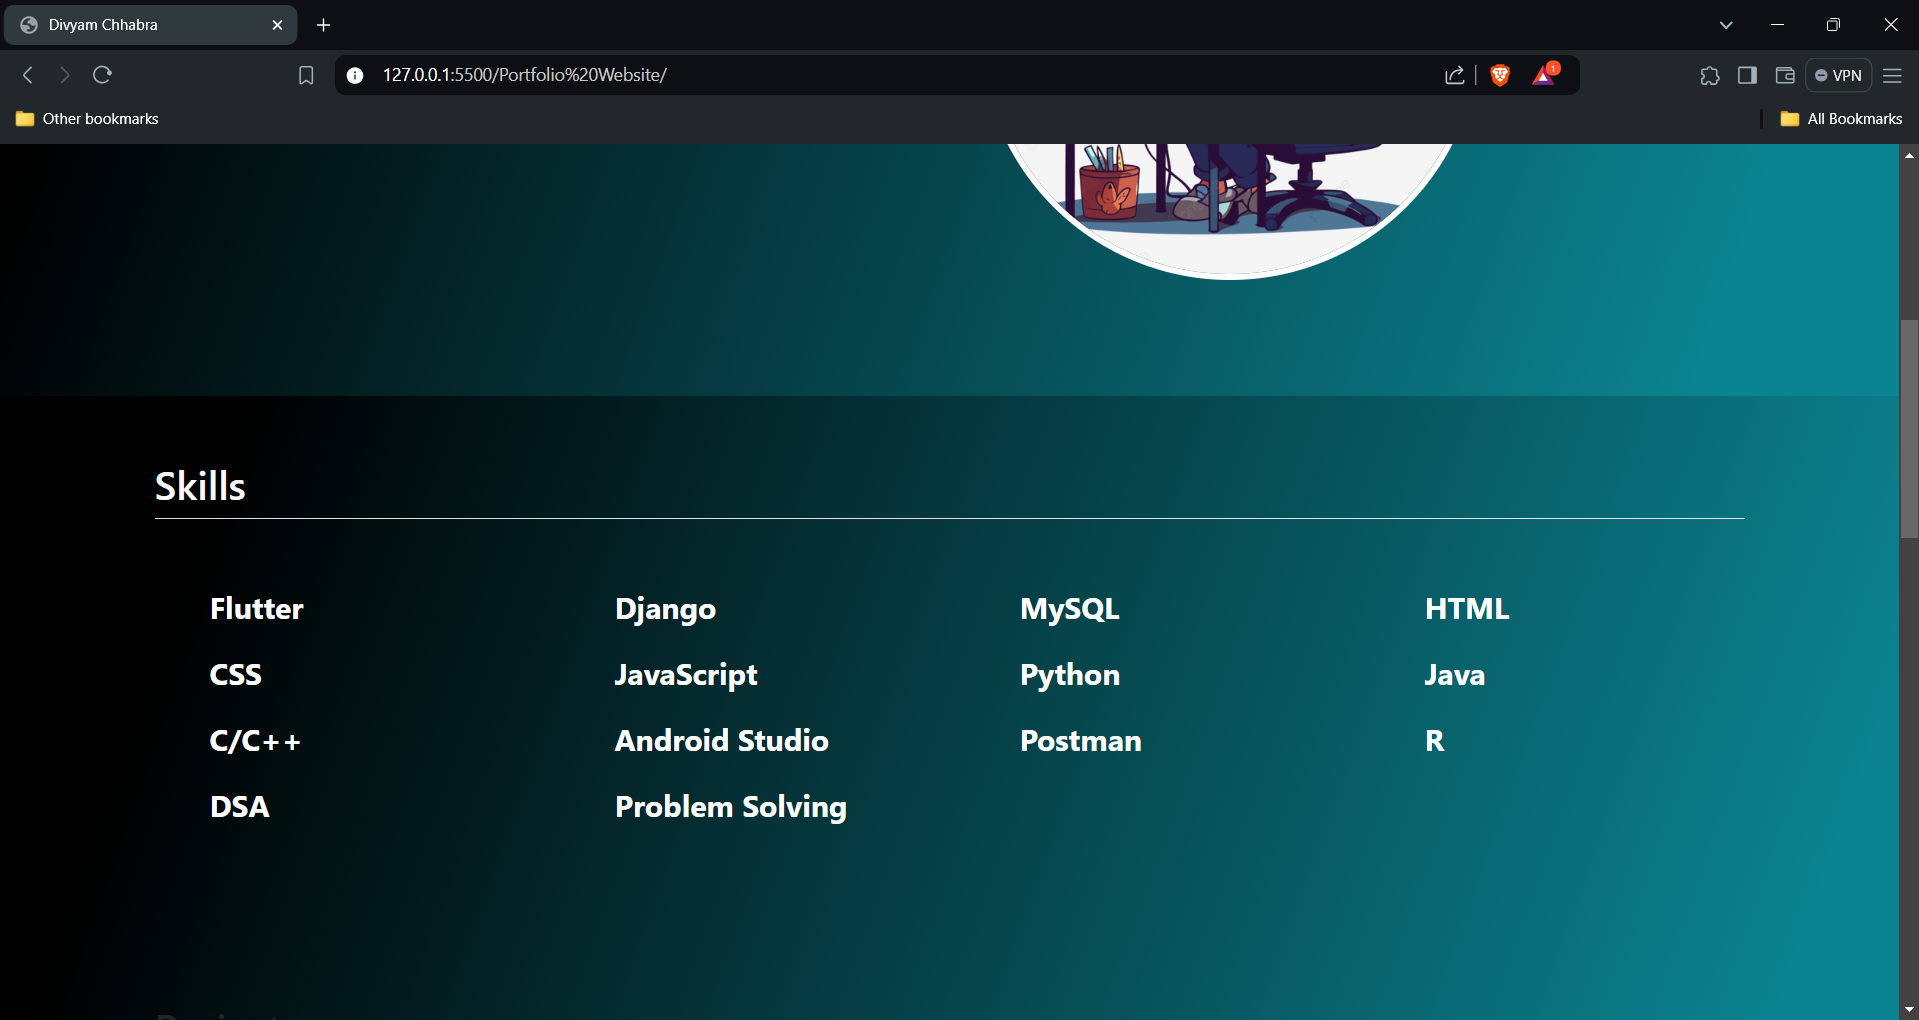 Divyam Chhabra
127.0.0.1:5500/Portfolio%20Website/
1
VPN
Other bookmarks
All Bookmarks
Skills
Flutter Django MySQL HTML
CSS JavaScript Python Java
C/C++ Android Studio Postman R
DSA Problem Solving